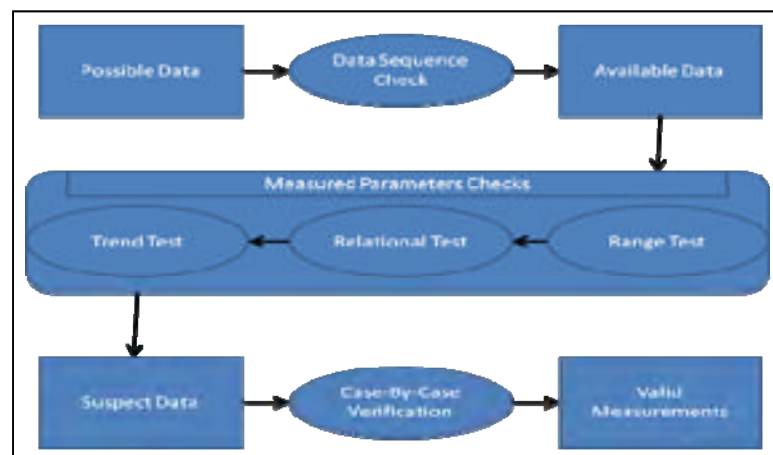 Possible Data
Data Sequence
Check
Available Data
Measured Parameters Checks
Range Test
Relational Test
Trend Test
Suspect Data
Case-By-Case
Verification
Valid
Measurements